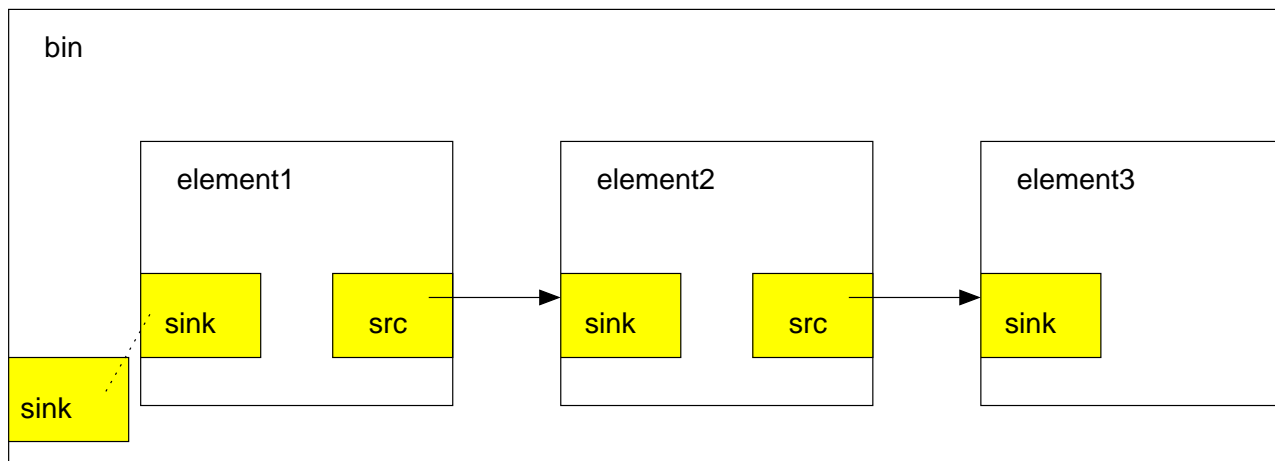 bin
element1
element2
element3
sink
src
sink
src
sink
sink